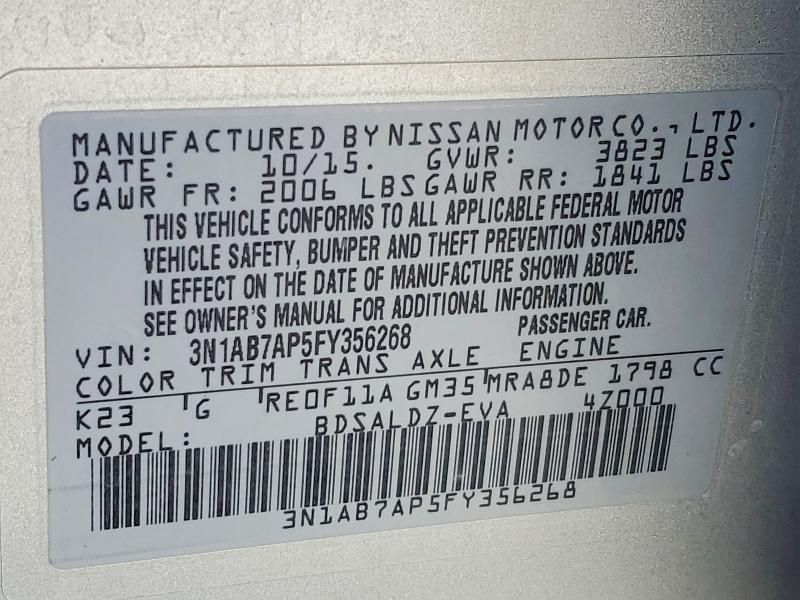 MANUFACTURED BY NISSAN MOTOR CO., LTD.
DATE: 10/15. GVWR: 3823 LBS
GAWR FR: 2006 LBS GAWR RR: 1841 LBS
THIS VEHICLE CONFORMS TO ALL APPLICABLE FEDERAL MOTOR
VEHICLE SAFETY, BUMPER AND THEFT PREVENTION STANDARDS
IN EFFECT ON THE DATE OF MANUFACTURE SHOWN ABOVE.
SEE OWNER'S MANUAL FOR ADDITIONAL INFORMATION.
VIN: 3N1AB7AP5FY356268 PASSENGER CAR.
COLOR TRIM TRANS AXLE ENGINE
K23 G RE0F11A GM35 MRA8DE 1798 CC
MODEL: BDSALDZ-EVA 4Z000
3N1AB7AP5FY356268